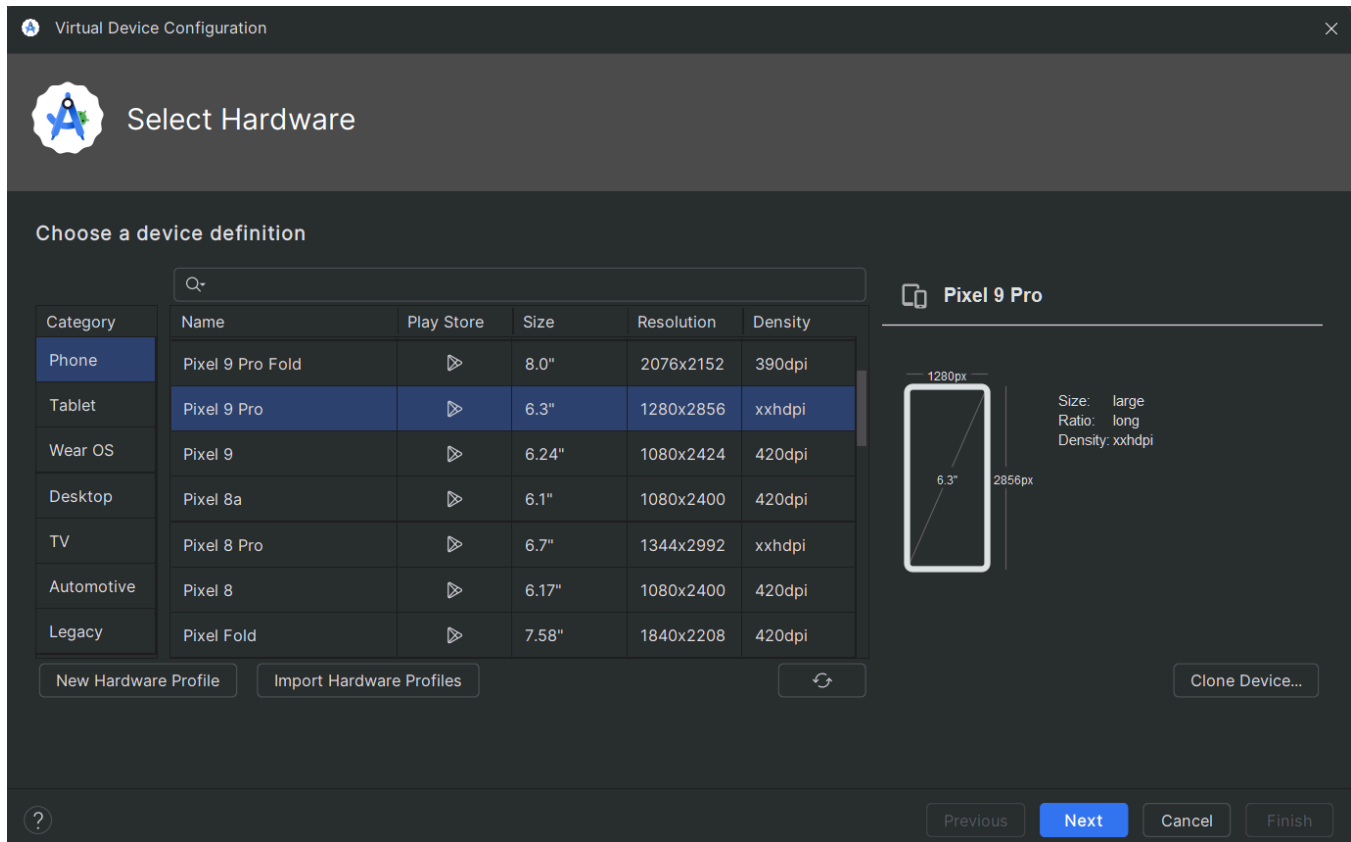 Virtual Device Configuration
Select Hardware
Choose a device definition
Category Name Play Store Size Resolution Density
Phone Pixel 9 Pro Fold 8.0" 2076x2152 390dpi
Tablet Pixel 9 Pro 6.3" 1280x2856 xxhdpi
Wear OS Pixel 9 6.24" 1080x2424 420dpi
Desktop Pixel 8a 6.1" 1080x2400 420dpi
TV Pixel 8 Pro 6.7" 1344x2992 xxhdpi
Automotive Pixel 8 6.17" 1080x2400 420dpi
Legacy Pixel Fold 7.58" 1840x2208 420dpi
New Hardware Profile Import Hardware Profiles
Pixel 9 Pro
1280px
6.3"
2856px
Size: large
Ratio: long
Density: xxhdpi
Clone Device...
? Previous Next Cancel Finish